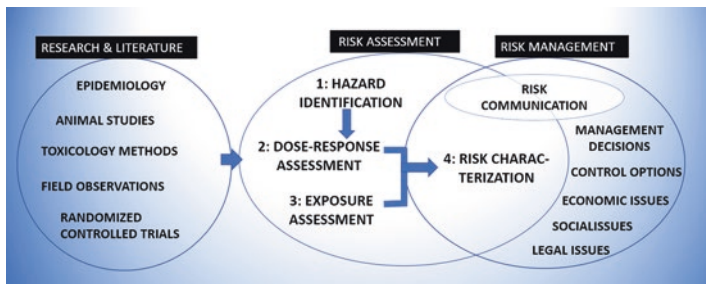 RESEARCH & LITERATURE
EPIDEMIOLOGY
ANIMAL STUDIES
TOXICOLOGY METHODS
FIELD OBSERVATIONS
RANDOMIZED
CONTROLLED TRIALS
RISK ASSESSMENT
1: HAZARD
IDENTIFICATION
2: DOSE-RESPONSE
ASSESSMENT
3: EXPOSURE
ASSESSMENT
4: RISK CHARAC-
TERIZATION
RISK MANAGEMENT
RISK
COMMUNICATION
MANAGEMENT
DECISIONS
CONTROL OPTIONS
ECONOMIC ISSUES
SOCIALISSUES
LEGAL ISSUES